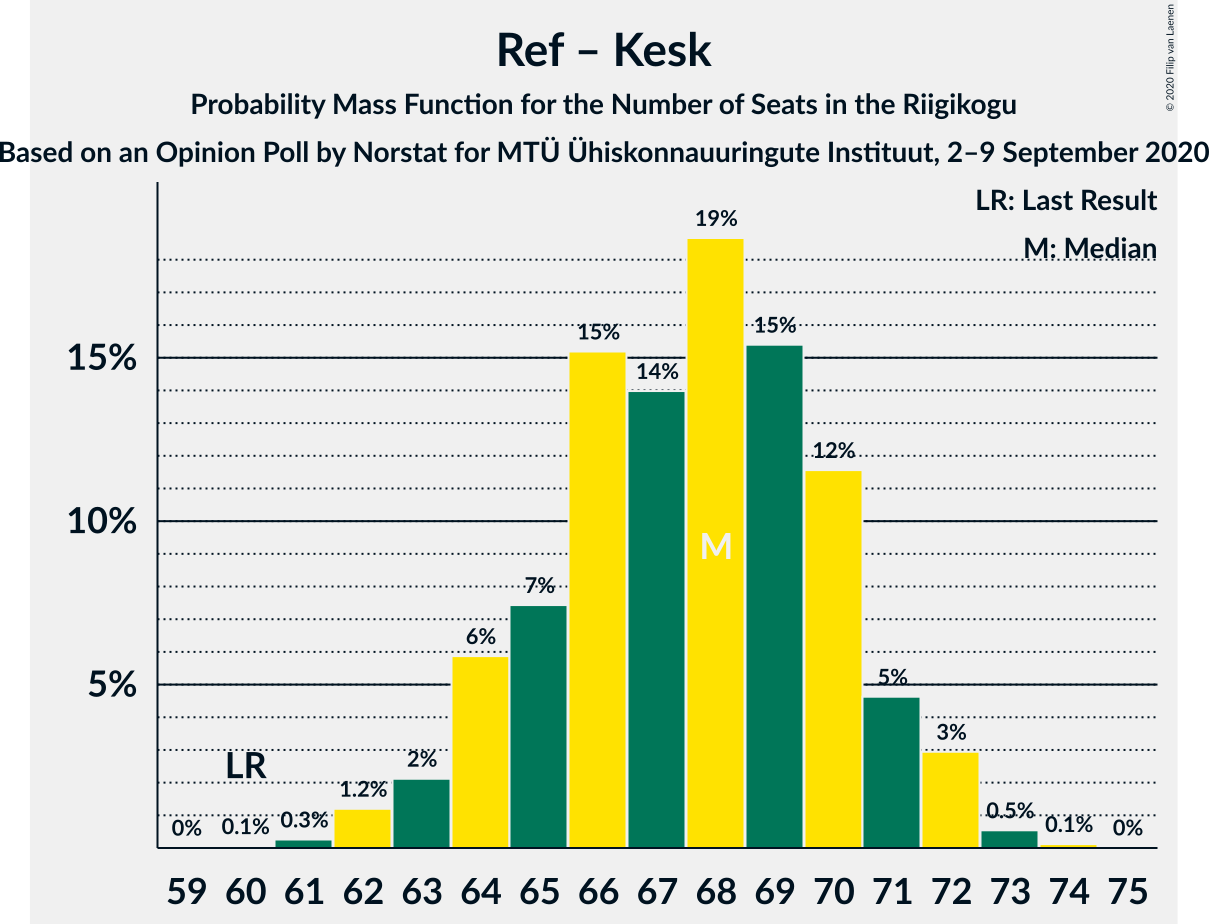 Ref – Kesk
Probability Mass Function for the Number of Seats in the Riigikogu
Based on an Opinion Poll by Norstat for MTÜ Ühiskonnauuringute Instituut, 2–9 September 2020
© 2020 Filip van Laenen
LR: Last Result
M: Median
19%
15%
15%
14%
15%
12%
10%
M
7%
6%
5%
5%
3%
LR
2%
1.2%
0%
0.1%
0.3%
0.5%
0.1%
0%
59 60 61 62 63 64 65 66 67 68 69 70 71 72 73 74 75